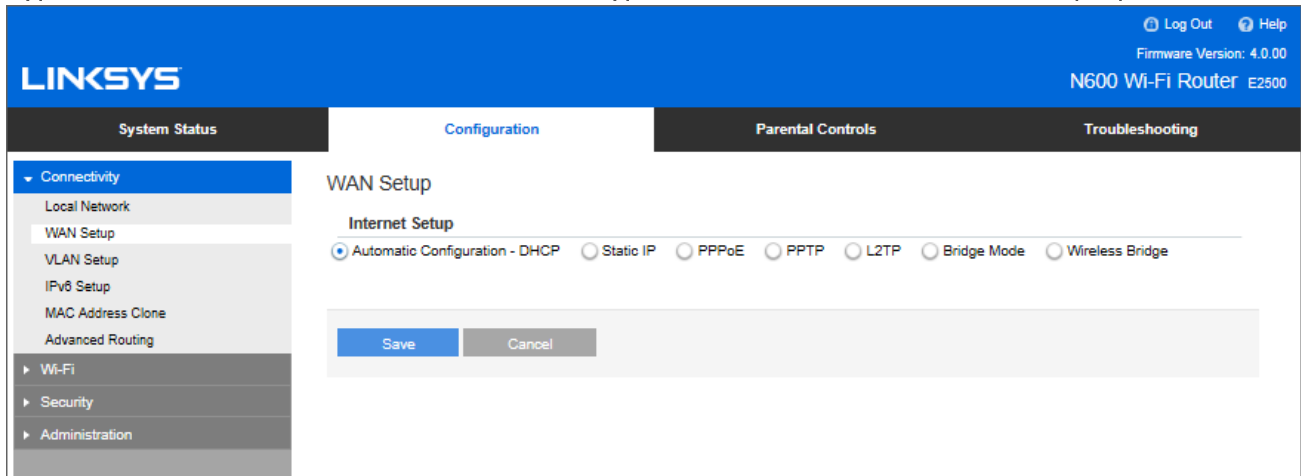 Log Out Help
Firmware Version: 4.0.00
LINKSYS
N600 Wi-Fi Router E2500
System Status Configuration Parental Controls Troubleshooting
Connectivity
Local Network
WAN Setup
VLAN Setup
IPv6 Setup
MAC Address Clone
Advanced Routing
Wi-Fi
Security
Administration
WAN Setup
Internet Setup
Automatic Configuration - DHCP Static IP PPPoE PPTP L2TP Bridge Mode Wireless Bridge
Save Cancel